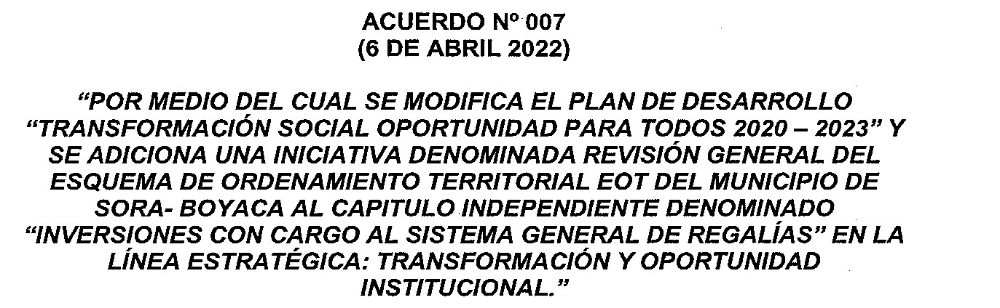 ACUERDO Nº 007
(6 DE ABRIL 2022)
“POR MEDIO DEL CUAL SE MODIFICA EL PLAN DE DESARROLLO
“TRANSFORMACIÓN SOCIAL OPORTUNIDAD PARA TODOS 2020 – 2023” Y
SE ADICIONA UNA INICIATIVA DENOMINADA REVISIÓN GENERAL DEL
ESQUEMA DE ORDENAMIENTO TERRITORIAL EOT DEL MUNICIPIO DE
SORA- BOYACA AL CAPITULO INDEPENDIENTE DENOMINADO
“INVERSIONES CON CARGO AL SISTEMA GENERAL DE REGALÍAS” EN LA
LÍNEA ESTRATÉGICA: TRANSFORMACIÓN Y OPORTUNIDAD
INSTITUCIONAL.”